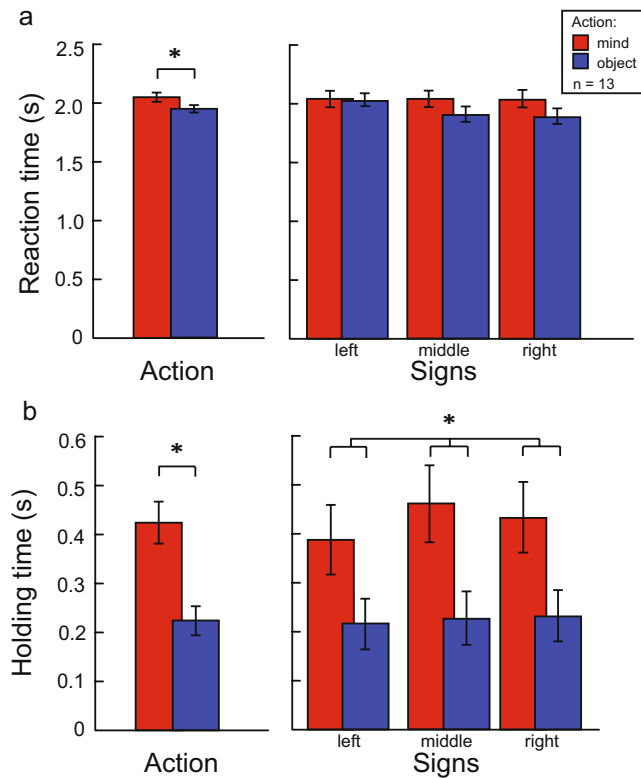 a
Action:
mind
object
n = 13
Reaction time (s)
2.5
2.0
1.5
1.0
0.5
0
*
Action
left middle right
Signs
b
Holding time (s)
0.6
0.5
0.4
0.3
0.2
0.1
0
*
*
Action
left middle right
Signs